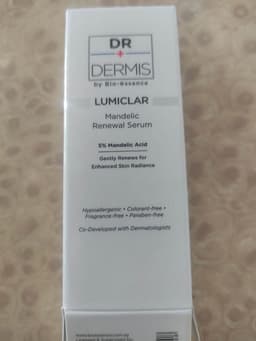 DR
DERMIS
by Bio-essence
LUMICLAR
Mandelic
Renewal Serum
5% Mandelic Acid
Gently Renews for
Enhanced Skin Radiance
Hypoallergenic • Colorant-free •
Fragrance-free • Paraben-free
Co-Developed with Dermatologists